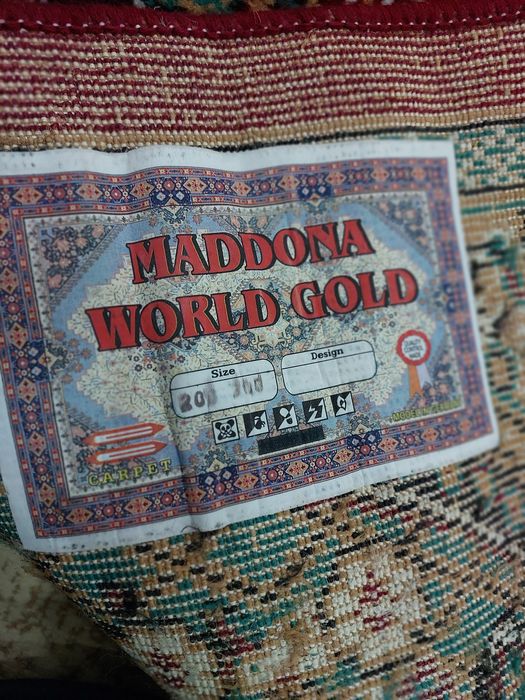 MADDONA
WORLD GOLD
Size
Design
200 300
CARPET